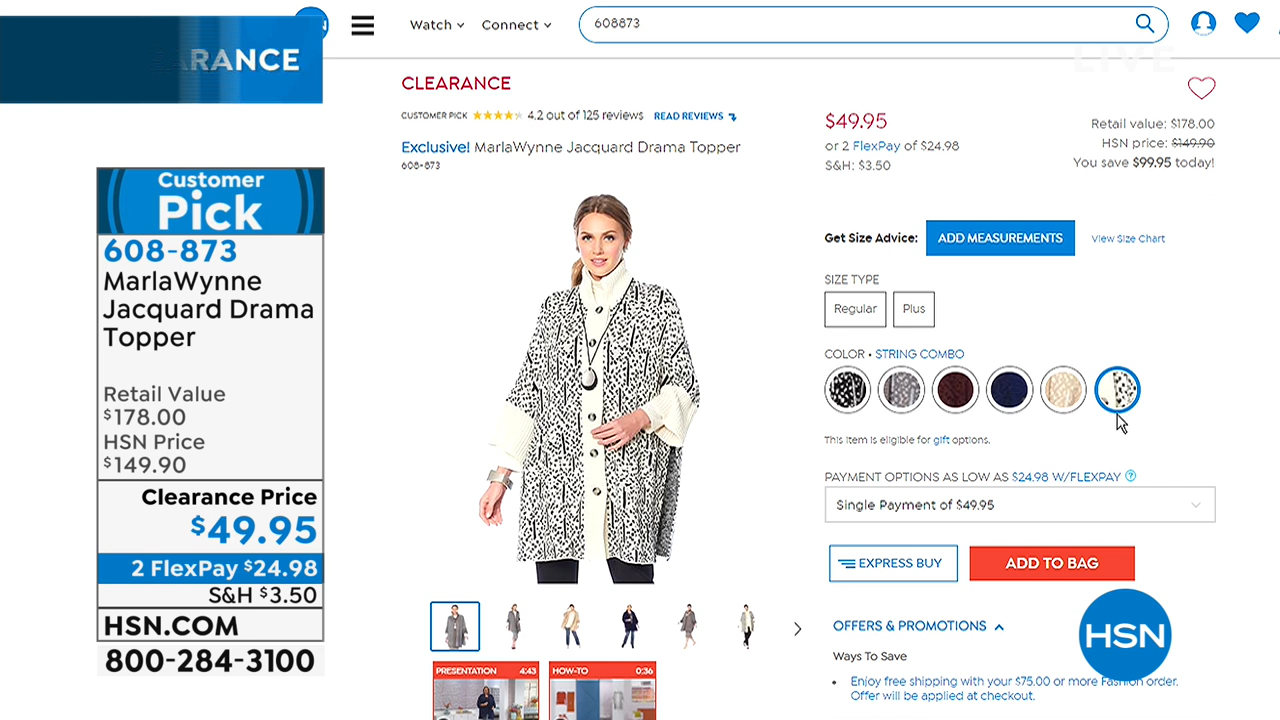 Watch
Connect
608873
ARANCE
LIVE
Customer
Pick
608-873
MarlaWynne
Jacquard Drama
Topper
Retail Value
$178.00
HSN Price
$149.90
Clearance Price
$49.95
2 FlexPay $24.98
S&H $3.50
HSN.COM
800-284-3100
CLEARANCE
CUSTOMER PICK 4.2 out of 125 reviews READ REVIEWS
Exclusive! MarlaWynne Jacquard Drama Topper
608-873
PRESENTATION 4:43
HOW-TO 0:36
$49.95
or 2 FlexPay of $24.98
S&H: $3.50
Retail value: $178.00
HSN price: $149.90
You save $99.95 today!
Get Size Advice: ADD MEASUREMENTS View Size Chart
SIZE TYPE
Regular Plus
COLOR • STRING COMBO
This item is eligible for gift options.
PAYMENT OPTIONS AS LOW AS $24.98 W/FLEXPAY ?
Single Payment of $49.95
EXPRESS BUY ADD TO BAG
OFFERS & PROMOTIONS
Ways To Save
• Enjoy free shipping with your $75.00 or more Fashion order.
Offer will be applied at checkout.
HSN